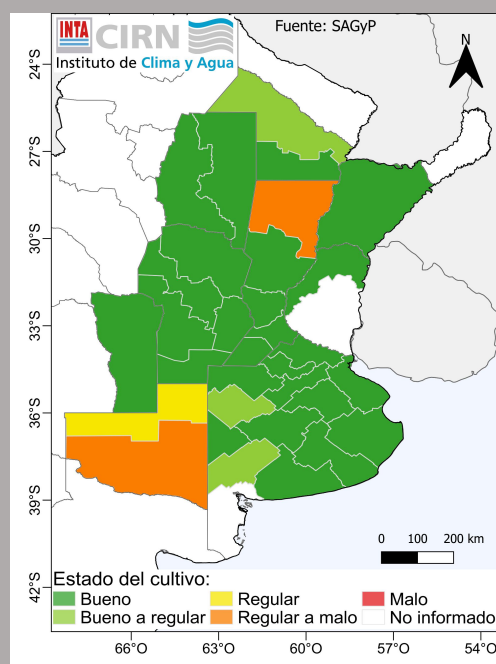 INTA CIRN
Instituto de Clima y Agua
Fuente: SAGyP
N
24°S
27°S
30°S
33°S
36°S
39°S
42°S
0 100 200 km
Estado del cultivo:
Bueno Regular Malo
Bueno a regular Regular a malo No informado
66°O 63°O 60°O 57°O 54°O